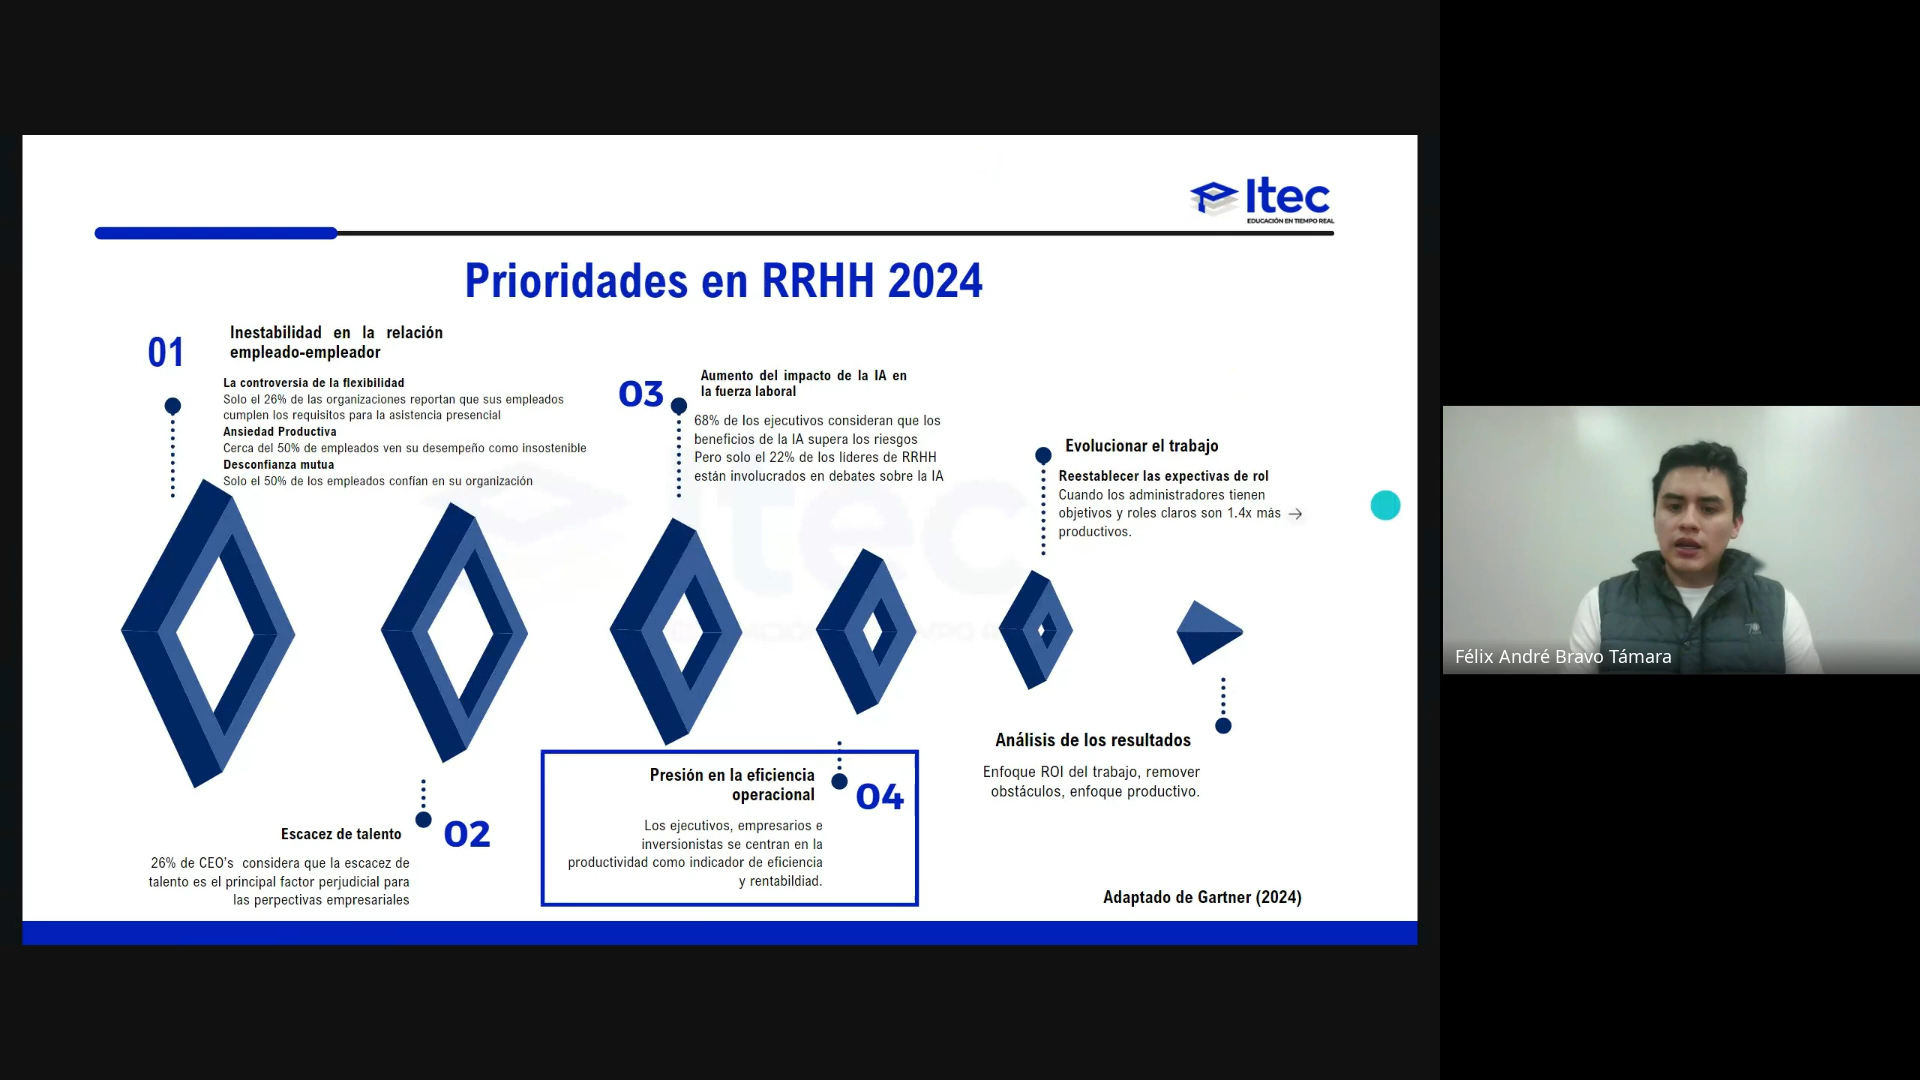 Itec
EDUCACIÓN EN TIEMPO REAL
Prioridades en RRHH 2024
01
Inestabilidad en la relación
empleado-empleador
La controversia de la flexibilidad
Solo el 26% de las organizaciones reportan que sus empleados
cumplen los requisitos para la asistencia presencial
Ansiedad Productiva
Cerca del 50% de empleados ven su desempeño como insostenible
Desconfianza mutua
Solo el 50% de los empleados confían en su organización
03
Aumento del impacto de la IA en
la fuerza laboral
68% de los ejecutivos consideran que los
beneficios de la IA supera los riesgos
Pero solo el 22% de los líderes de RRHH
están involucrados en debates sobre la IA
Evolucionar el trabajo
Reestablecer las expectivas de rol
Cuando los administradores tienen
objetivos y roles claros son 1.4x más
productivos.
Escacez de talento
02
26% de CEO's considera que la escacez de
talento es el principal factor perjudicial para
las perpectivas empresariales
Presión en la eficiencia
operacional
04
Los ejecutivos, empresarios e
inversionistas se centran en la
productividad como indicador de eficiencia
y rentabildiad.
Análisis de los resultados
Enfoque ROI del trabajo, remover
obstáculos, enfoque productivo.
Adaptado de Gartner (2024)
Félix André Bravo Támara